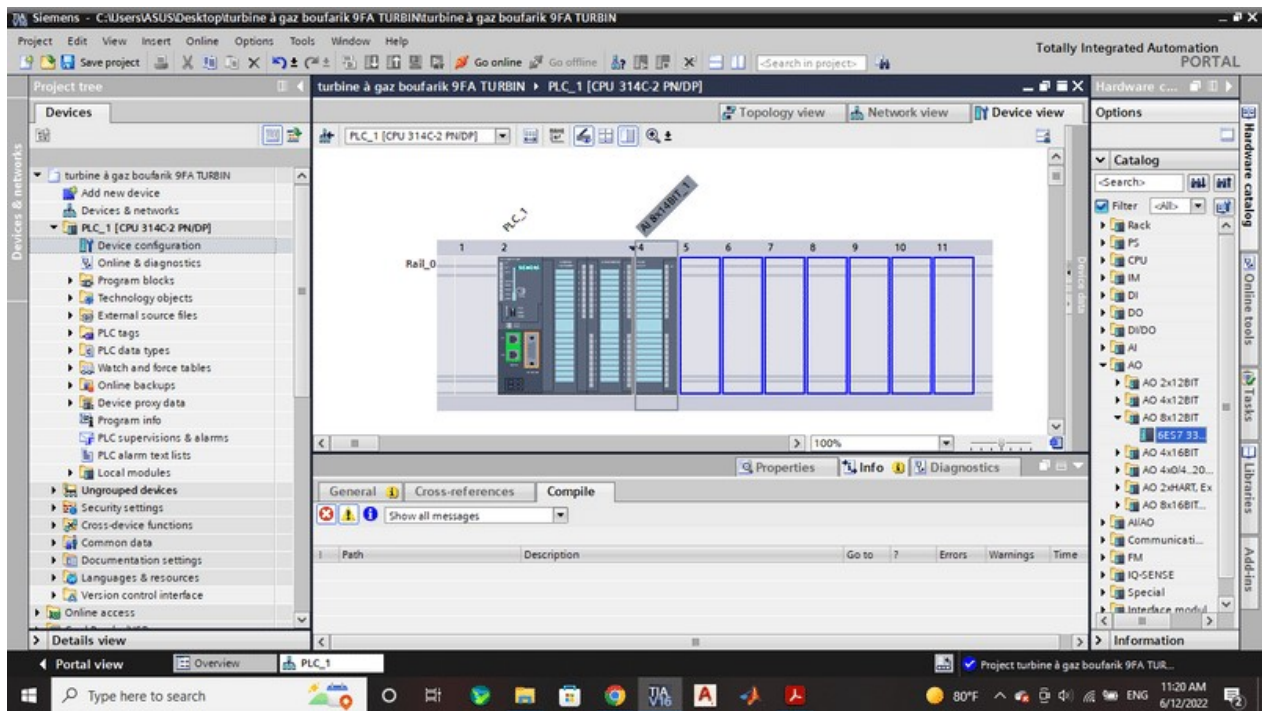 Siemens - C:\Users\ASUS\Desktop\turbine à gaz boufarik 9FA TURBIN\turbine à gaz boufarik 9FA TURBIN
Project Edit View Insert Online Options Tools Window Help
Totally Integrated Automation
PORTAL
Save project Go online Go offline <Search in project>
Project tree
turbine à gaz boufarik 9FA TURBIN ▸ PLC_1 [CPU 314C-2 PN/DP]
Hardware c...
Devices
Topology view Network view Device view
Options
PLC_1 [CPU 314C-2 PN/DP]
Devices & networks
turbine à gaz boufarik 9FA TURBIN
Add new device
Devices & networks
PLC_1 [CPU 314C-2 PN/DP]
Device configuration
Online & diagnostics
Program blocks
Technology objects
External source files
PLC tags
PLC data types
Watch and force tables
Online backups
Device proxy data
Program info
PLC supervisions & alarms
PLC alarm text lists
Local modules
Ungrouped devices
Security settings
Cross-device functions
Common data
Documentation settings
Languages & resources
Version control interface
Online access
Details view
PLC_1
AI 8x14BIT_1
1 2 4 5 6 7 8 9 10 11
Rail_0
SIEMENS
Device data
100%
Properties Info Diagnostics
General Cross-references Compile
Show all messages
! Path Description Go to ? Errors Warnings Time
Catalog
<Search>
Filter <All>
Rack
PS
CPU
IM
DI
DO
DI/DO
AI
AO
AO 2x12BIT
AO 4x12BIT
AO 8x12BIT
6ES7 33...
AO 4x16BIT
AO 4x0/4..20...
AO 2xHART, Ex
AO 8x16BIT...
AI/AO
Communicati...
FM
IQ-SENSE
Special
Interface modul
Information
Hardware catalog
Online tools
Tasks
Libraries
Add-ins
Portal view Overview PLC_1
Project turbine à gaz boufarik 9FA TUR...
Type here to search
TIA V16
80°F ENG 11:20 AM
6/12/2022